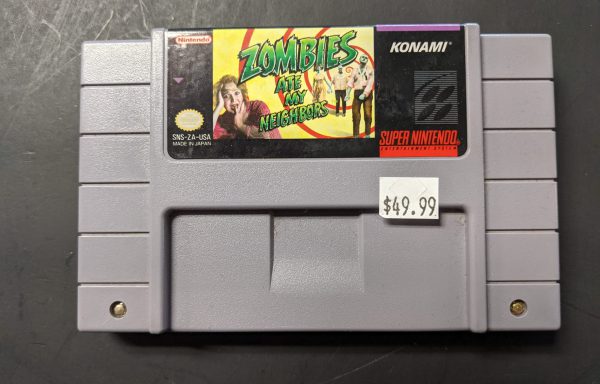 Nintendo
ZOMBIES
ATE
MY
NEIGHBORS
KONAMI®
SNS-ZA-USA
MADE IN JAPAN
SUPER NINTENDO
ENTERTAINMENT SYSTEM
$49.99